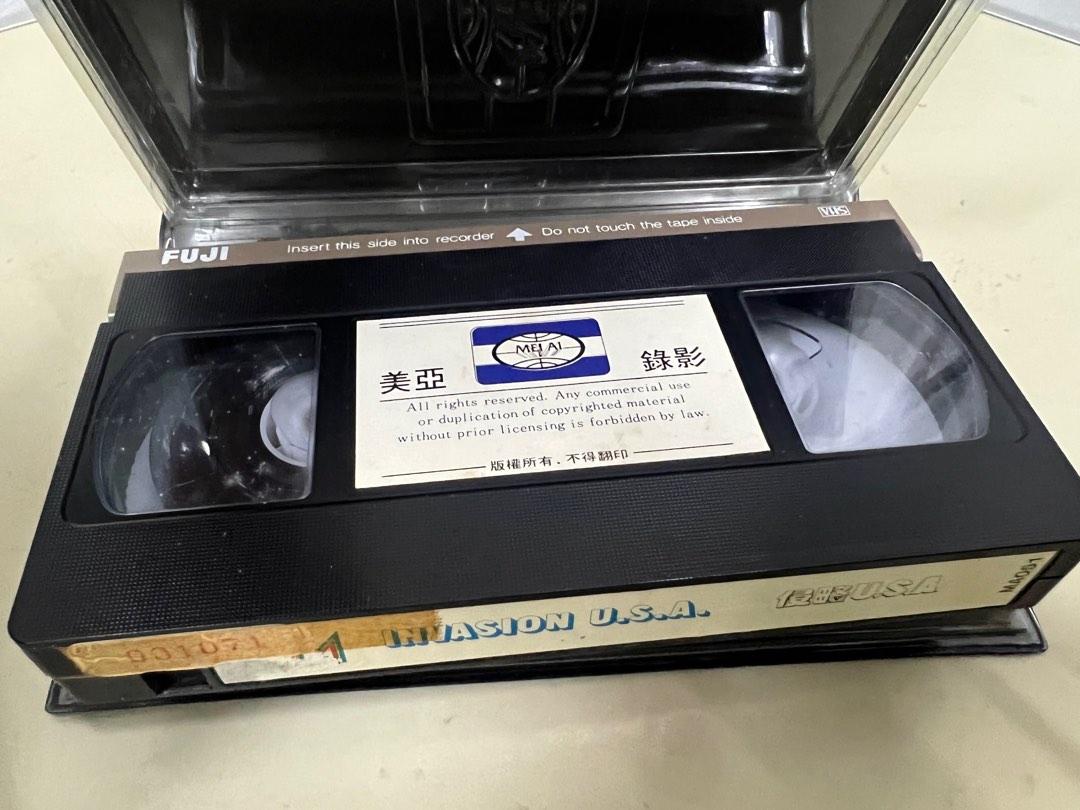 FUJI
Insert this side into recorder
Do not touch the tape inside
VHS
MEI AI
美亞
錄影
All rights reserved. Any commercial use
or duplication of copyrighted material
without prior licensing is forbidden by law.
版權所有．不得翻印
001071
INVASION U.S.A.
侵略U.S.A
MA061